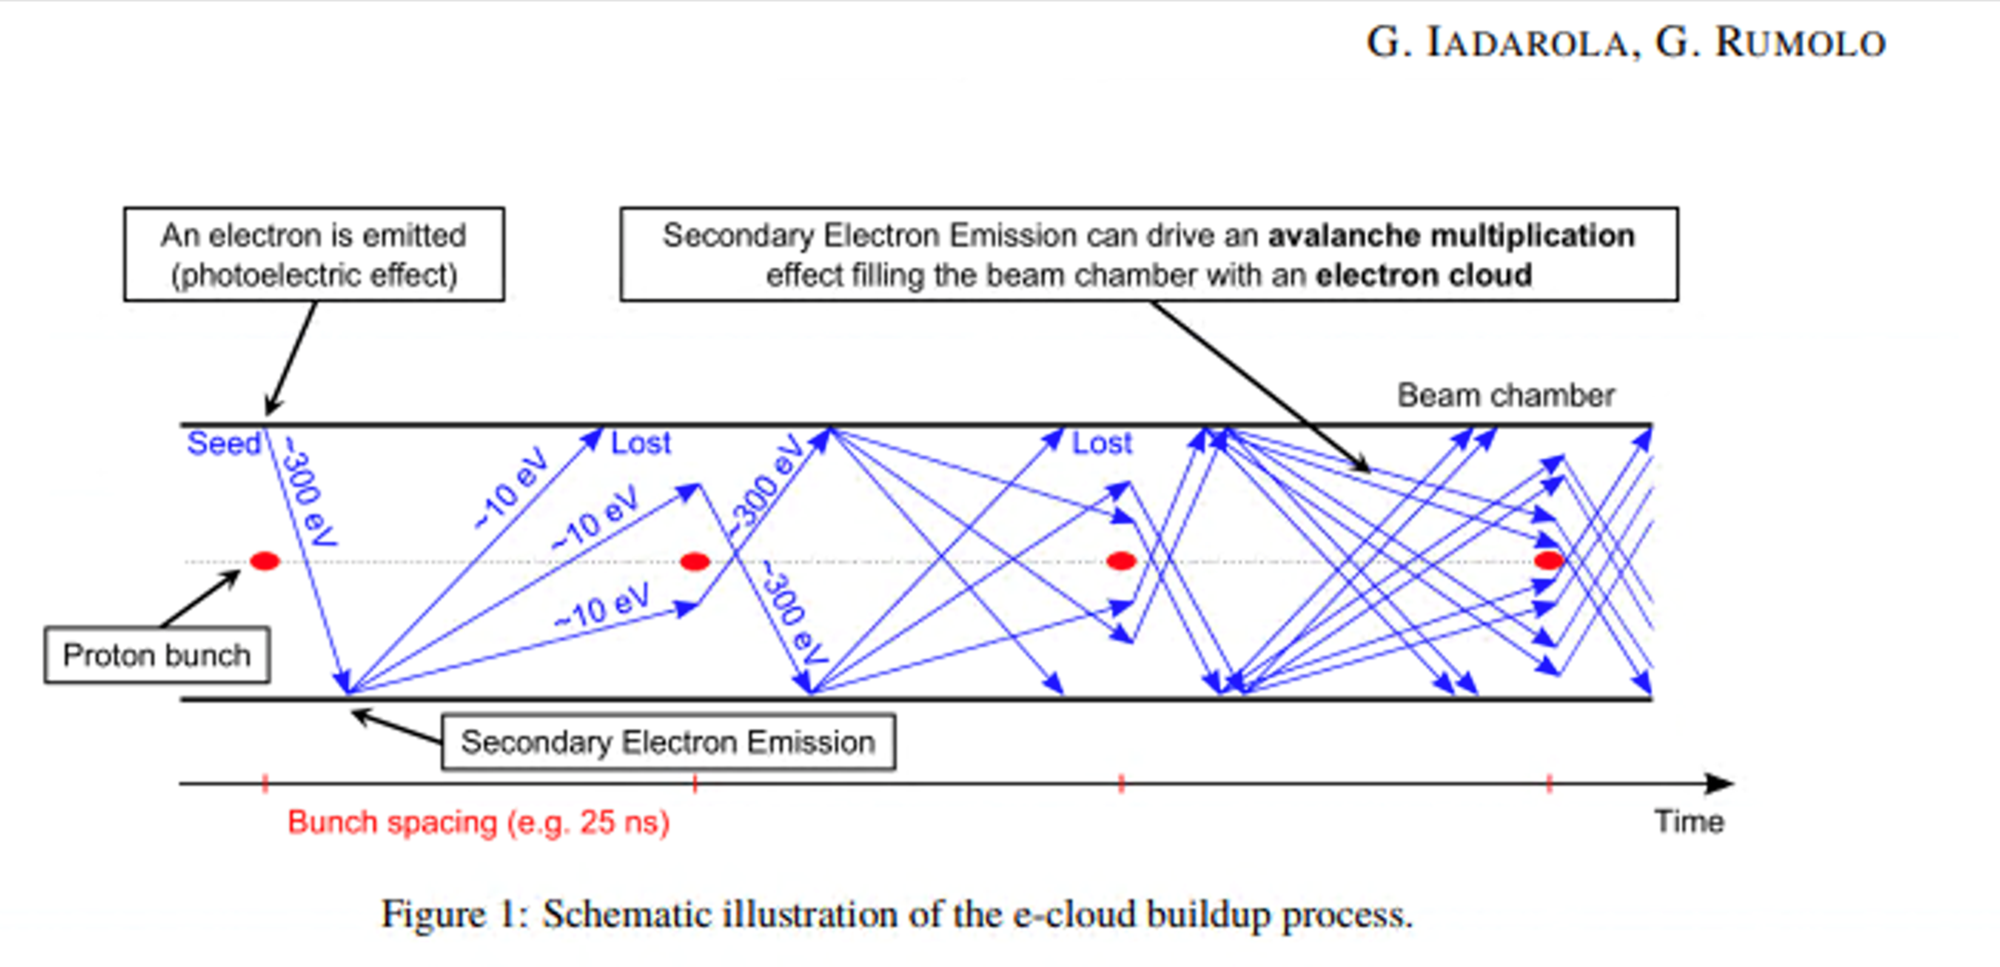 G. IADAROLA, G. RUMOLO
An electron is emitted
(photoelectric effect)
Secondary Electron Emission can drive an avalanche multiplication
effect filling the beam chamber with an electron cloud
Beam chamber
Seed
~300 eV
~10 eV
Lost
~10 eV
~10 eV
~300 eV
~300 eV
Lost
Proton bunch
Secondary Electron Emission
Bunch spacing (e.g. 25 ns)
Time
Figure 1: Schematic illustration of the e-cloud buildup process.